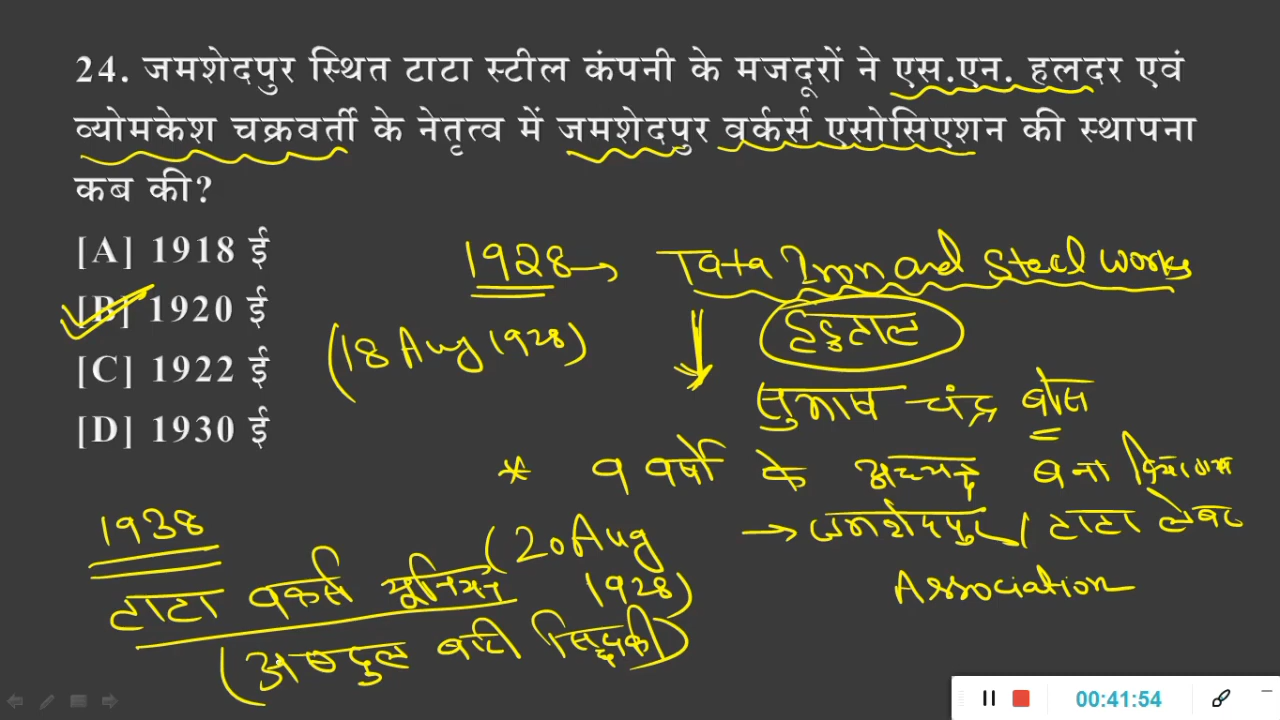 24. जमशेदपुर स्थित टाटा स्टील कंपनी के मजदूरों ने एस.एन. हलदर एवं
व्योमकेश चक्रवर्ती के नेतृत्व में जमशेदपुर वर्कर्स एसोसिएशन की स्थापना
कब की?
[A] 1918 ई
[B] 1920 ई
[C] 1922 ई
[D] 1930 ई
1928 → Tata Iron and Steel Works
(18 Aug 1928)
हड़ताल
सुभाष चंद्र बोस
* 9 वर्षों के अध्यक्ष बना
→ जमशेदपुर / टाटा लेबर
Association
(20 Aug
1928)
1938
टाटा वर्कर्स यूनियन
(अब्दुल बारी सिद्दकी)
00:41:54